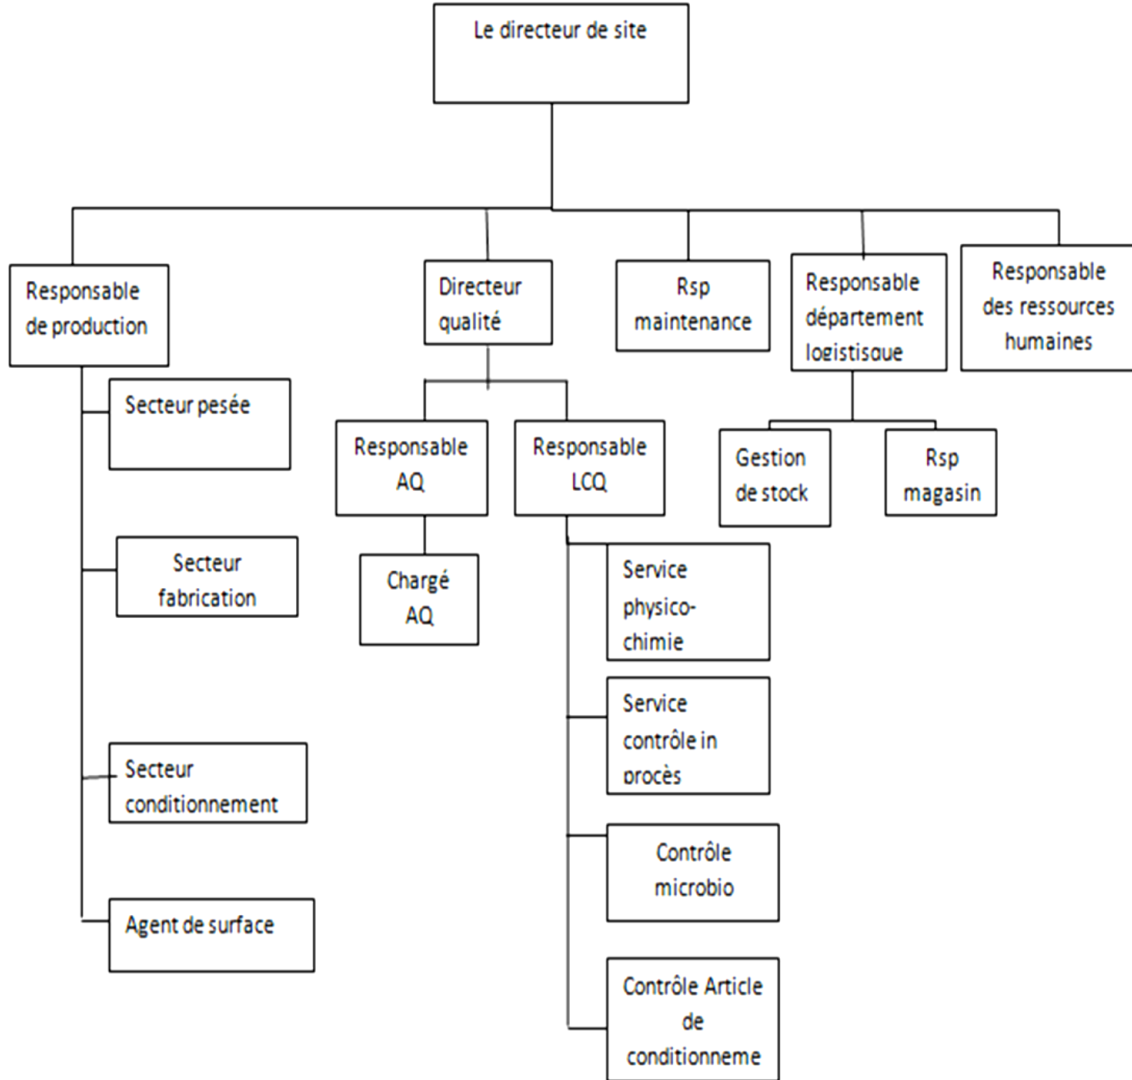 Le directeur de site
Responsable
de production
Directeur
qualité
Rsp
maintenance
Responsable
département
logistisque
Responsable
des ressources
humaines
Secteur pesée
Secteur
fabrication
Secteur
conditionnement
Agent de surface
Responsable
AQ
Chargé
AQ
Responsable
LCQ
Service
physico-
chimie
Service
contrôle in
procès
Contrôle
microbio
Contrôle Article
de
conditionneme
Gestion
de stock
Rsp
magasin